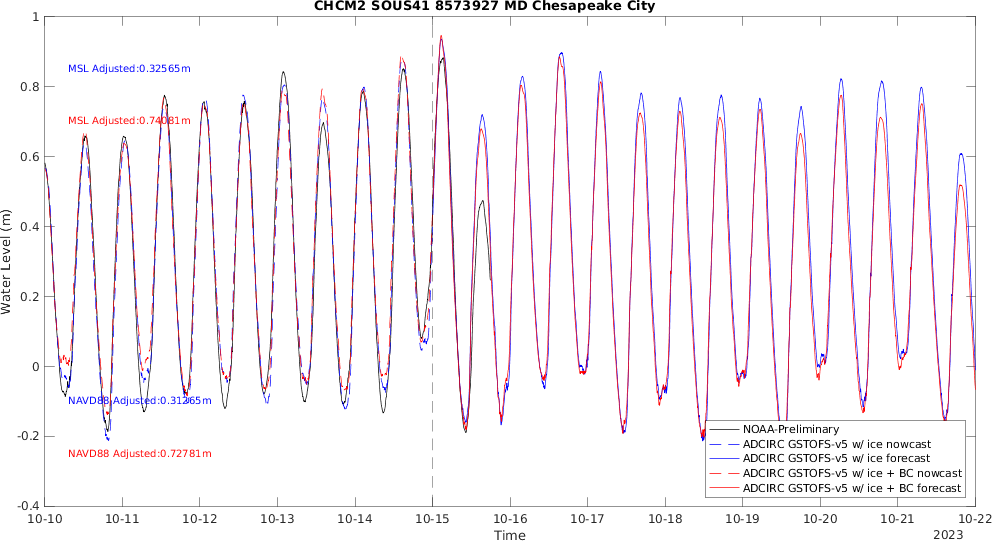 CHCM2 SOUS41 8573927 MD Chesapeake City
1
0.8
0.6
0.4
0.2
0
-0.2
-0.4
Water Level (m)
MSL Adjusted:0.32565m
MSL Adjusted:0.74081m
NAVD88 Adjusted:0.31265m
NAVD88 Adjusted:0.72781m
NOAA-Preliminary
ADCIRC GSTOFS-v5 w/ ice nowcast
ADCIRC GSTOFS-v5 w/ ice forecast
ADCIRC GSTOFS-v5 w/ ice + BC nowcast
ADCIRC GSTOFS-v5 w/ ice + BC forecast
10-10 10-11 10-12 10-13 10-14 10-15 10-16 10-17 10-18 10-19 10-20 10-21 10-22
Time
2023